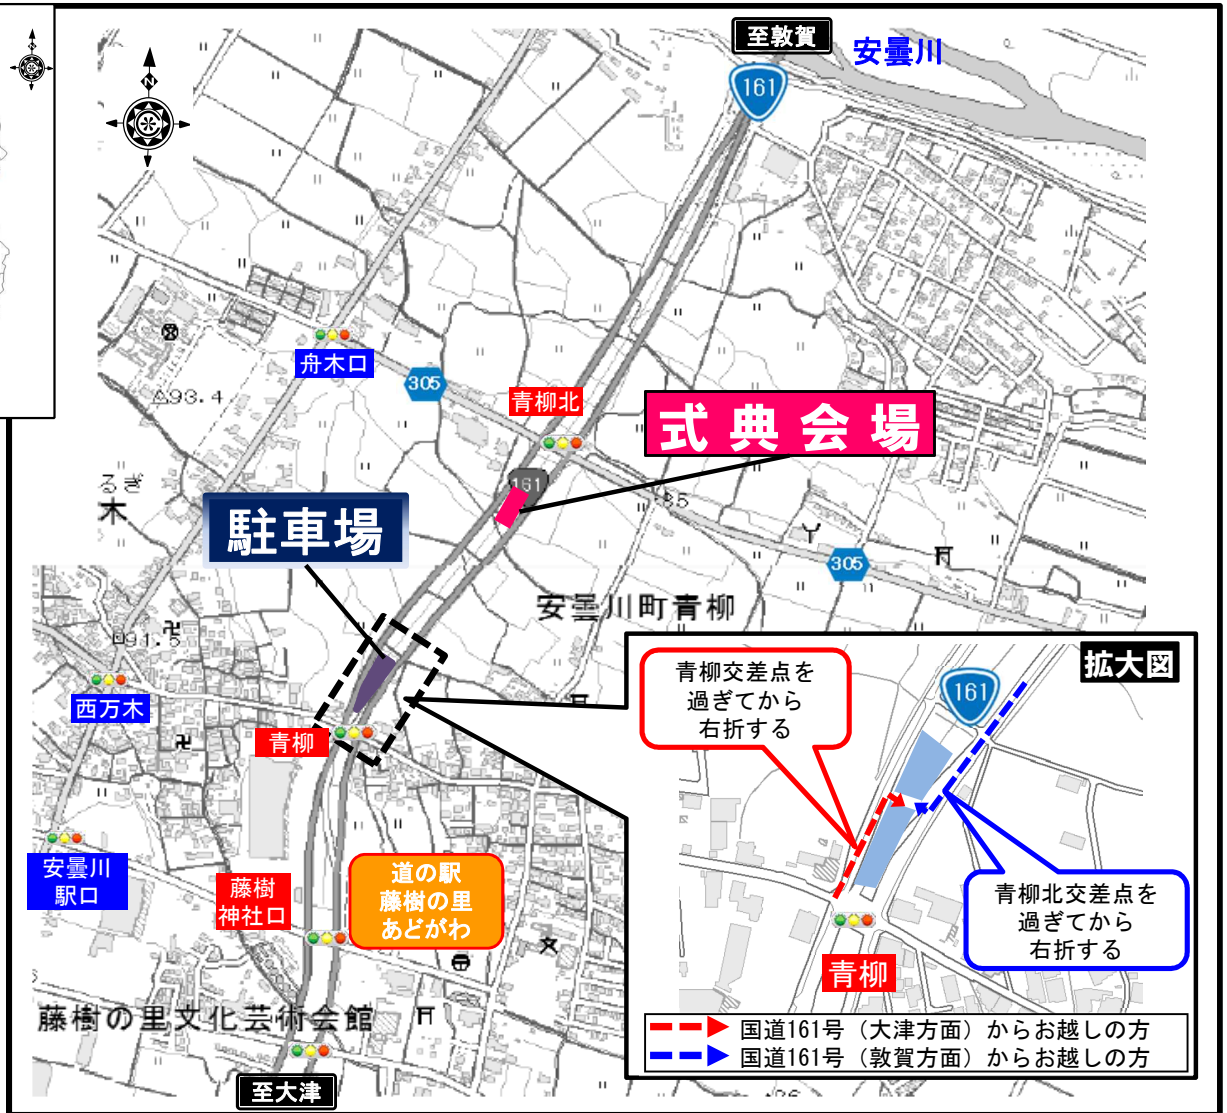 至敦賀
安曇川
161
N
N
舟木口
305
青柳北
式典会場
93.4
161
るぎ
木
駐車場
305
安曇川町青柳
91.5
西万木
青柳
青柳交差点を
過ぎてから
右折する
拡大図
161
安曇川
駅口
藤樹
神社口
道の駅
藤樹の里
あどがわ
青柳北交差点を
過ぎてから
右折する
青柳
藤樹の里文化芸術会館
国道161号（大津方面）からお越しの方
国道161号（敦賀方面）からお越しの方
至大津